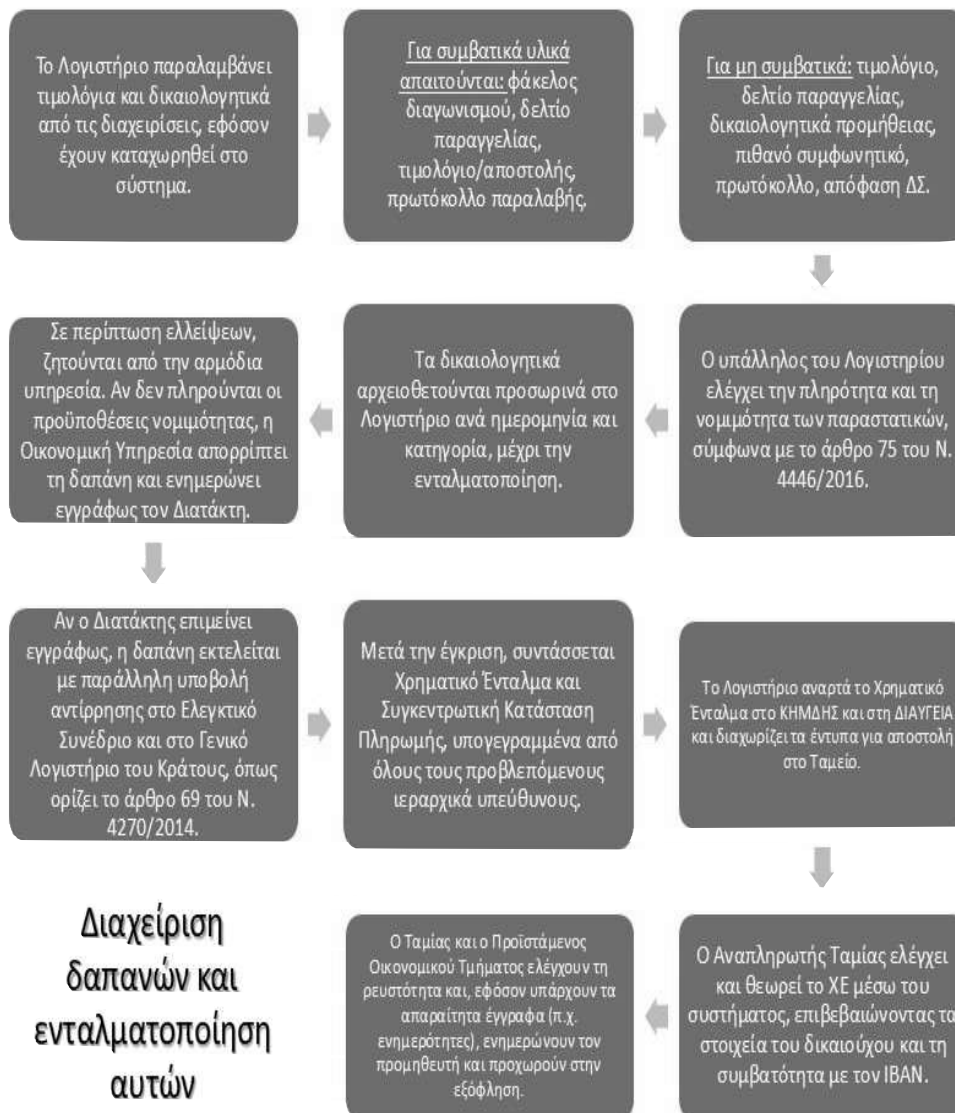 Το Λογιστήριο παραλαμβάνει
τιμολόγια και δικαιολογητικά
από τις διαχειρίσεις, εφόσον
έχουν καταχωρηθεί στο
σύστημα.
Για συμβατικά υλικά
απαιτούνται: φάκελος
διαγωνισμού, δελτίο
παραγγελίας,
τιμολόγιο/αποστολής,
πρωτόκολλο παραλαβής.
Για μη συμβατικά: τιμολόγιο,
δελτίο παραγγελίας,
δικαιολογητικά προμήθειας,
πιθανό συμφωνητικό,
πρωτόκολλο, απόφαση ΔΣ.
Ο υπάλληλος του Λογιστηρίου
ελέγχει την πληρότητα και τη
νομιμότητα των παραστατικών,
σύμφωνα με το άρθρο 75 του Ν.
4446/2016.
Τα δικαιολογητικά
αρχειοθετούνται προσωρινά στο
Λογιστήριο ανά ημερομηνία και
κατηγορία, μέχρι την
ενταλματοποίηση.
Σε περίπτωση ελλείψεων,
ζητούνται από την αρμόδια
υπηρεσία. Αν δεν πληρούνται οι
προϋποθέσεις νομιμότητας, η
Οικονομική Υπηρεσία απορρίπτει
τη δαπάνη και ενημερώνει
εγγράφως τον Διατάκτη.
Αν ο Διατάκτης επιμείνει
εγγράφως, η δαπάνη εκτελείται
με παράλληλη υποβολή
αντίρρησης στο Ελεγκτικό
Συνέδριο και στο Γενικό
Λογιστήριο του Κράτους, όπως
ορίζει το άρθρο 69 του Ν.
4270/2014.
Μετά την έγκριση, συντάσσεται
Χρηματικό Ένταλμα και
Συγκεντρωτική Κατάσταση
Πληρωμής, υπογεγραμμένα από
όλους τους προβλεπόμενους
ιεραρχικά υπεύθυνους.
Το Λογιστήριο αναρτά το Χρηματικό
Ένταλμα στο ΚΗΜΔΗΣ και στη ΔΙΑΥΓΕΙΑ
και διαχωρίζει τα έντυπα για αποστολή
στο Ταμείο.
Ο Αναπληρωτής Ταμίας ελέγχει
και θεωρεί το ΧΕ μέσω του
συστήματος, επιβεβαιώνοντας τα
στοιχεία του δικαιούχου και τη
συμβατότητα με τον IBAN.
Ο Ταμίας και ο Προϊστάμενος
Οικονομικού Τμήματος ελέγχουν τη
ρευστότητα και, εφόσον υπάρχουν τα
απαραίτητα έγγραφα (π.χ.
ενημερότητες), ενημερώνουν τον
προμηθευτή και προχωρούν στην
εξόφληση.
Διαχείριση
δαπανών και
ενταλματοποίηση
αυτών